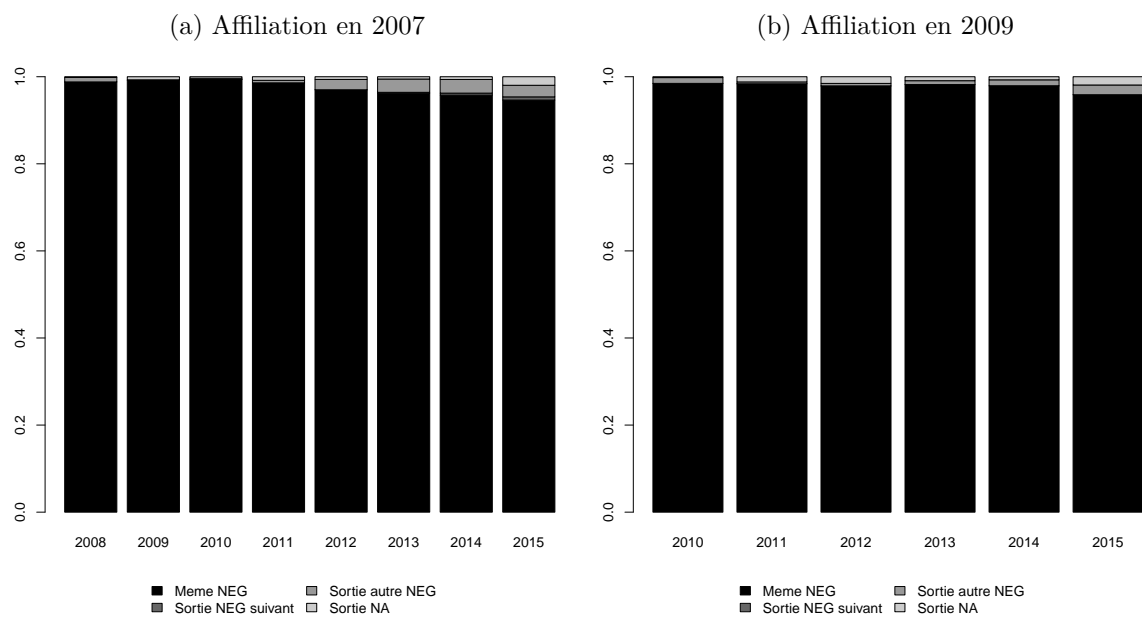 (a) Affiliation en 2007
1.0
0.8
0.6
0.4
0.2
0.0
2008 2009 2010 2011 2012 2013 2014 2015
Meme NEG Sortie autre NEG
Sortie NEG suivant Sortie NA
(b) Affiliation en 2009
1.0
0.8
0.6
0.4
0.2
0.0
2010 2011 2012 2013 2014 2015
Meme NEG Sortie autre NEG
Sortie NEG suivant Sortie NA